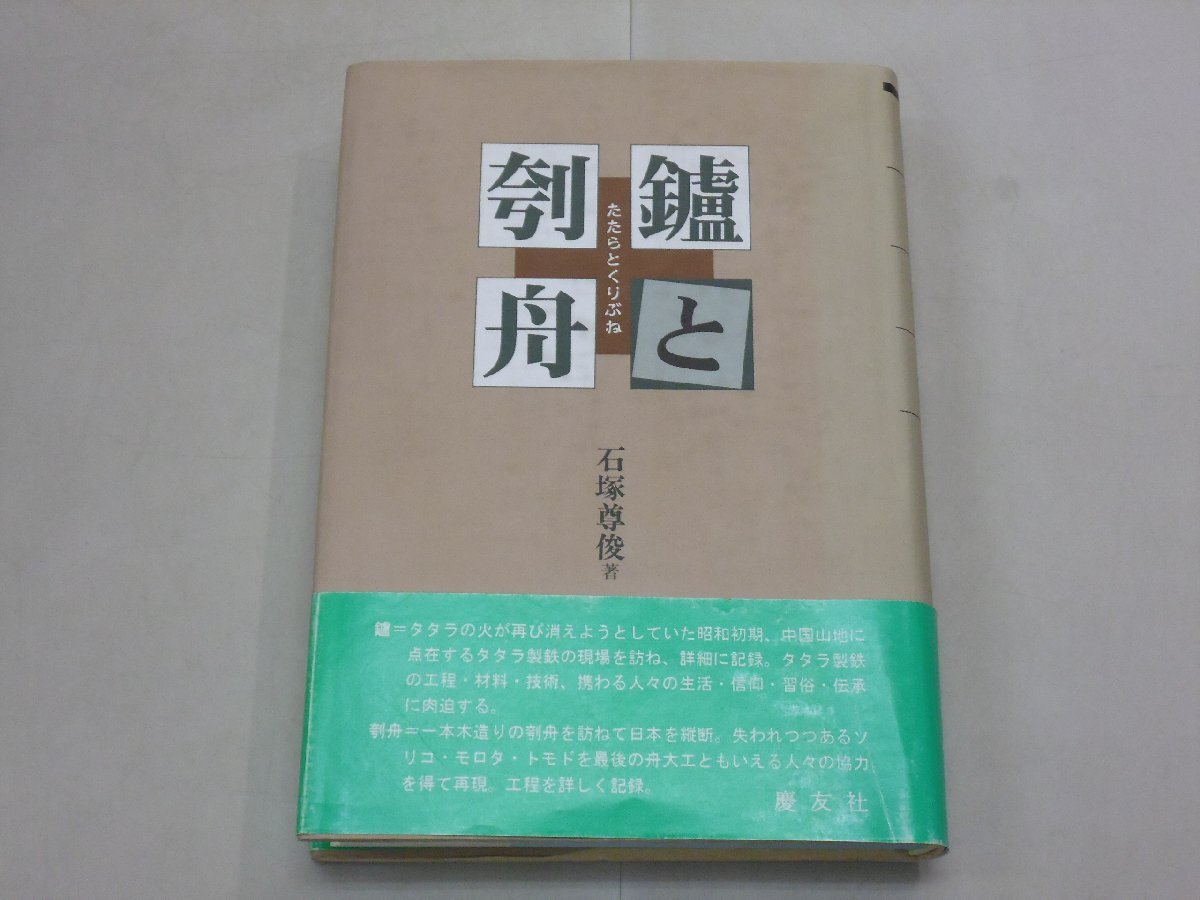 鑪と
刳舟
たたらとくりぶね
石塚尊俊著
鑪=タタラの火が再び消えようとしていた昭和初期、中国山地に
点在するタタラ製鉄の現場を訪ね、詳細に記録。タタラ製鉄
の工程・材料・技術、携わる人々の生活・信仰・習俗・伝承
に肉迫する。
刳舟=一本木造りの刳舟を訪ねて日本を縦断。失われつつあるソ
リコ・モロタ・トモドを最後の舟大工ともいえる人々の協力
を得て再現。工程を詳しく記録。
慶友社